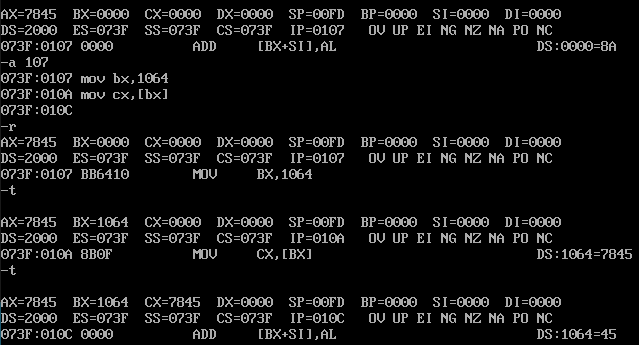 AX=7845  BX=0000  CX=0000  DX=0000  SP=00FD  BP=0000  SI=0000  DI=0000
DS=2000  ES=073F  SS=073F  CS=073F  IP=0107   OV UP EI NG NZ NA PO NC
073F:0107 0000          ADD     [BX+SI],AL                         DS:0000=8A
-a 107
073F:0107 mov bx,1064
073F:010A mov cx,[bx]
073F:010C
-r
AX=7845  BX=0000  CX=0000  DX=0000  SP=00FD  BP=0000  SI=0000  DI=0000
DS=2000  ES=073F  SS=073F  CS=073F  IP=0107   OV UP EI NG NZ NA PO NC
073F:0107 BB6410        MOV     BX,1064
-t
AX=7845  BX=1064  CX=0000  DX=0000  SP=00FD  BP=0000  SI=0000  DI=0000
DS=2000  ES=073F  SS=073F  CS=073F  IP=010A   OV UP EI NG NZ NA PO NC
073F:010A 8B0F          MOV     CX,[BX]                            DS:1064=7845
-t
AX=7845  BX=1064  CX=7845  DX=0000  SP=00FD  BP=0000  SI=0000  DI=0000
DS=2000  ES=073F  SS=073F  CS=073F  IP=010C   OV UP EI NG NZ NA PO NC
073F:010C 0000          ADD     [BX+SI],AL                         DS:1064=45